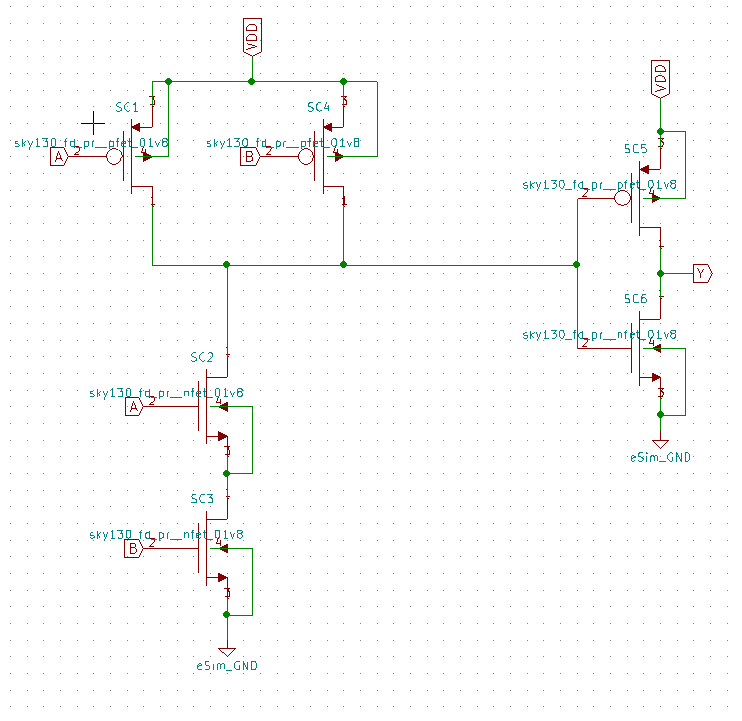 VDD
VDD
SC1
3
sky130_fd_pr__pfet_01v8
A
2
4
1
SC4
3
sky130_fd_pr__pfet_01v8
B
2
4
1
SC5
3
sky130_fd_pr__pfet_01v8
2
4
1
Y
SC6
1
sky130_fd_pr__nfet_01v8
2
4
3
eSim_GND
SC2
1
sky130_fd_pr__nfet_01v8
A
2
4
3
SC3
1
sky130_fd_pr__nfet_01v8
B
2
4
3
eSim_GND